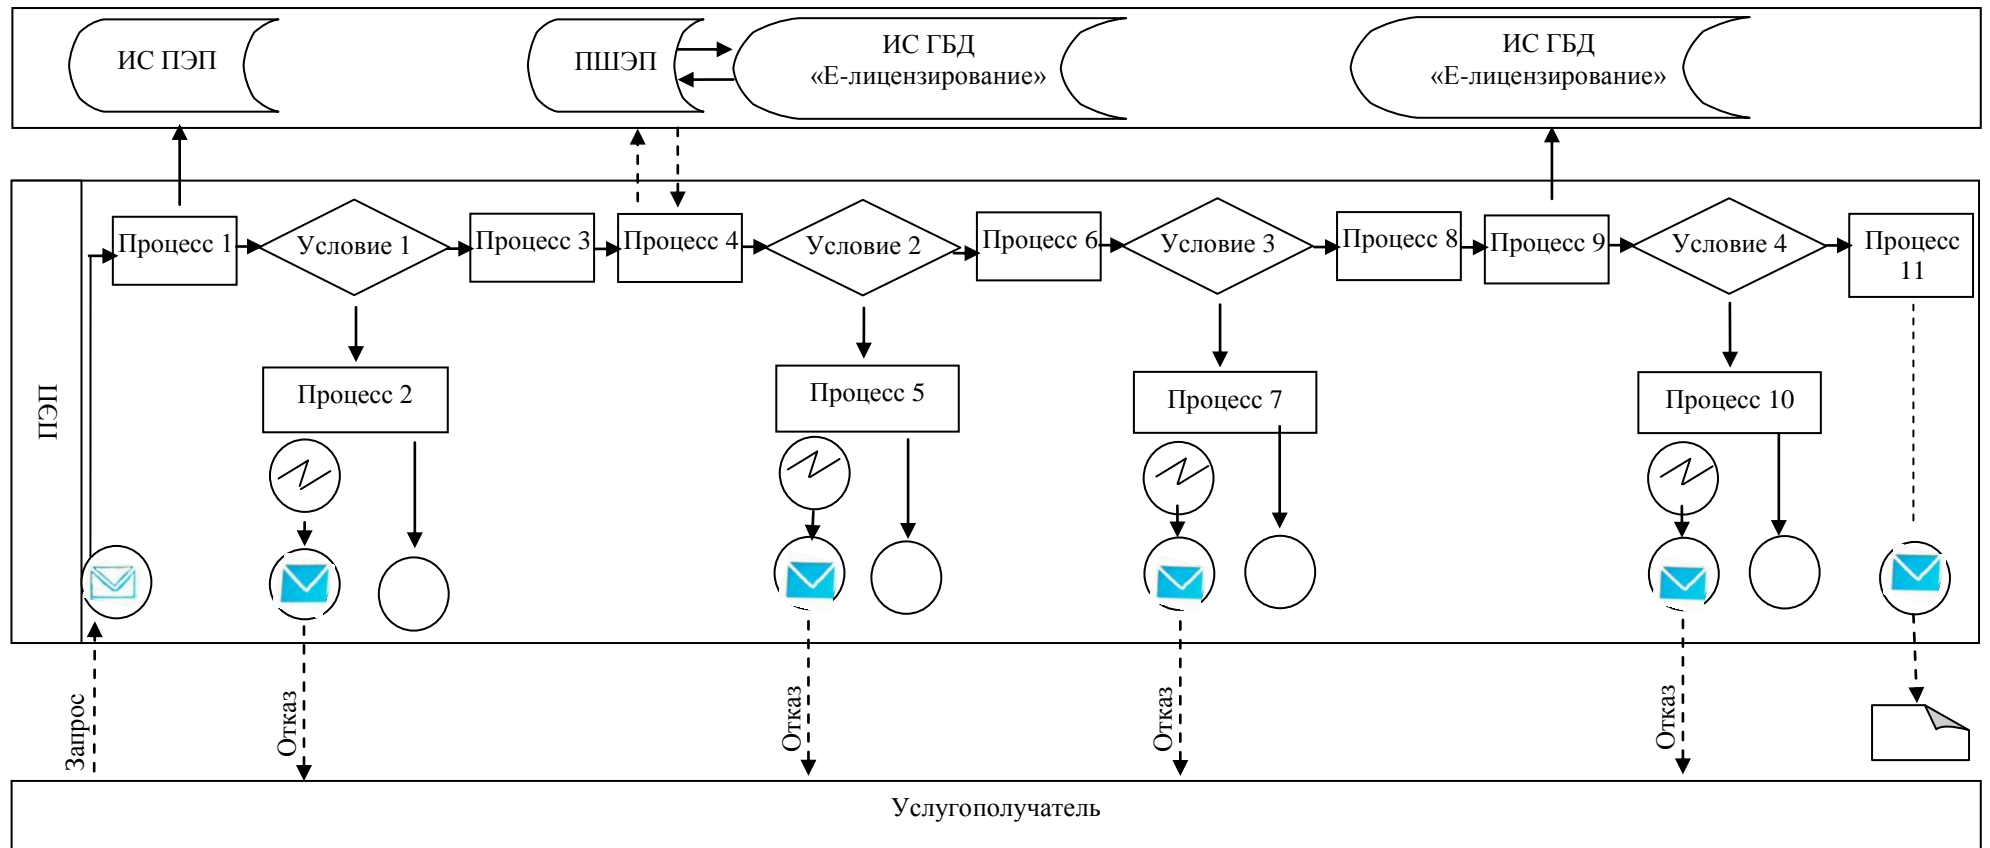 ИС ПЭП
ПШЭП
ИС ГБД
«Е-лицензирование»
ИС ГБД
«Е-лицензирование»
ПЭП
Процесс 1
Условие 1
Процесс 3
Процесс 4
Условие 2
Процесс 6
Условие 3
Процесс 8
Процесс 9
Условие 4
Процесс
11
Процесс 2
Процесс 5
Процесс 7
Процесс 10
Запрос
Отказ
Отказ
Отказ
Отказ
Услугополучатель